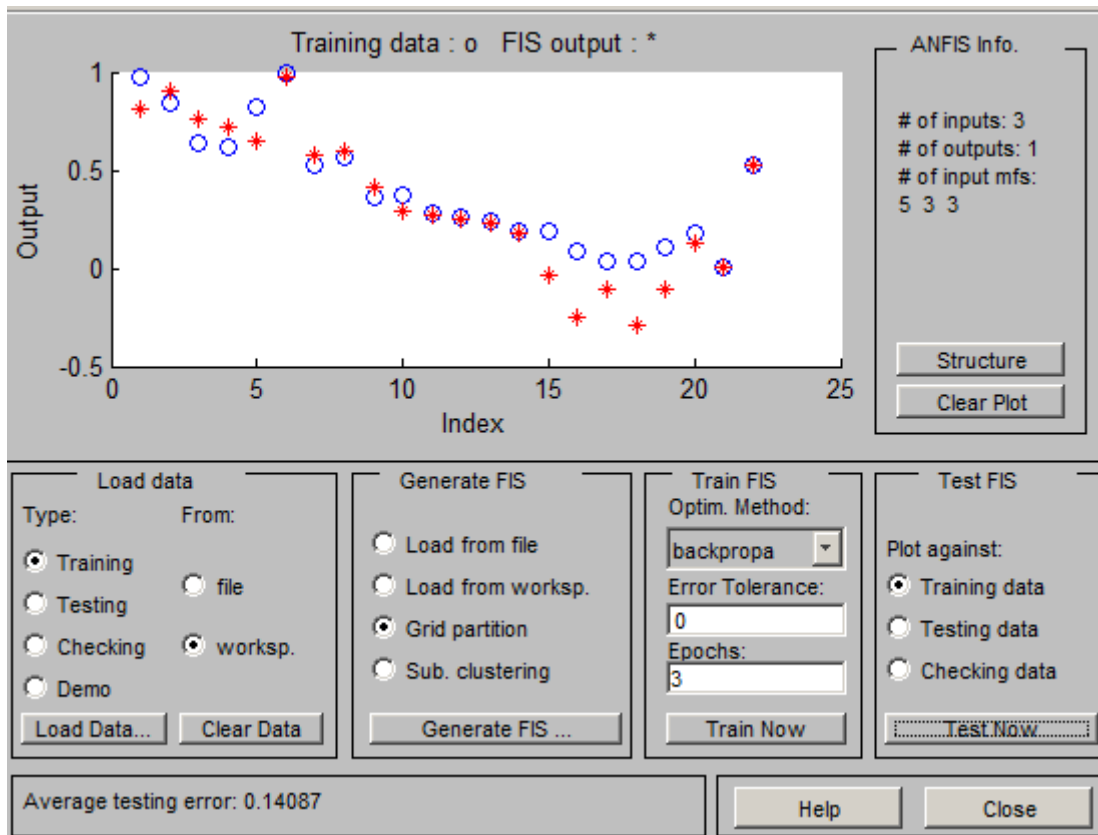 Training data : o FIS output : *
1
0.5
0
-0.5
Output
0 5 10 15 20 25
Index
ANFIS Info.
# of inputs: 3
# of outputs: 1
# of input mfs:
5 3 3
Structure
Clear Plot
Load data
Type:
From:
Training
Testing
Checking
Demo
file
worksp.
Load Data...
Clear Data
Generate FIS
Load from file
Load from worksp.
Grid partition
Sub. clustering
Generate FIS ...
Train FIS
Optim. Method:
backpropa
Error Tolerance:
0
Epochs:
3
Train Now
Test FIS
Plot against:
Training data
Testing data
Checking data
Test Now
Average testing error: 0.14087
Help
Close